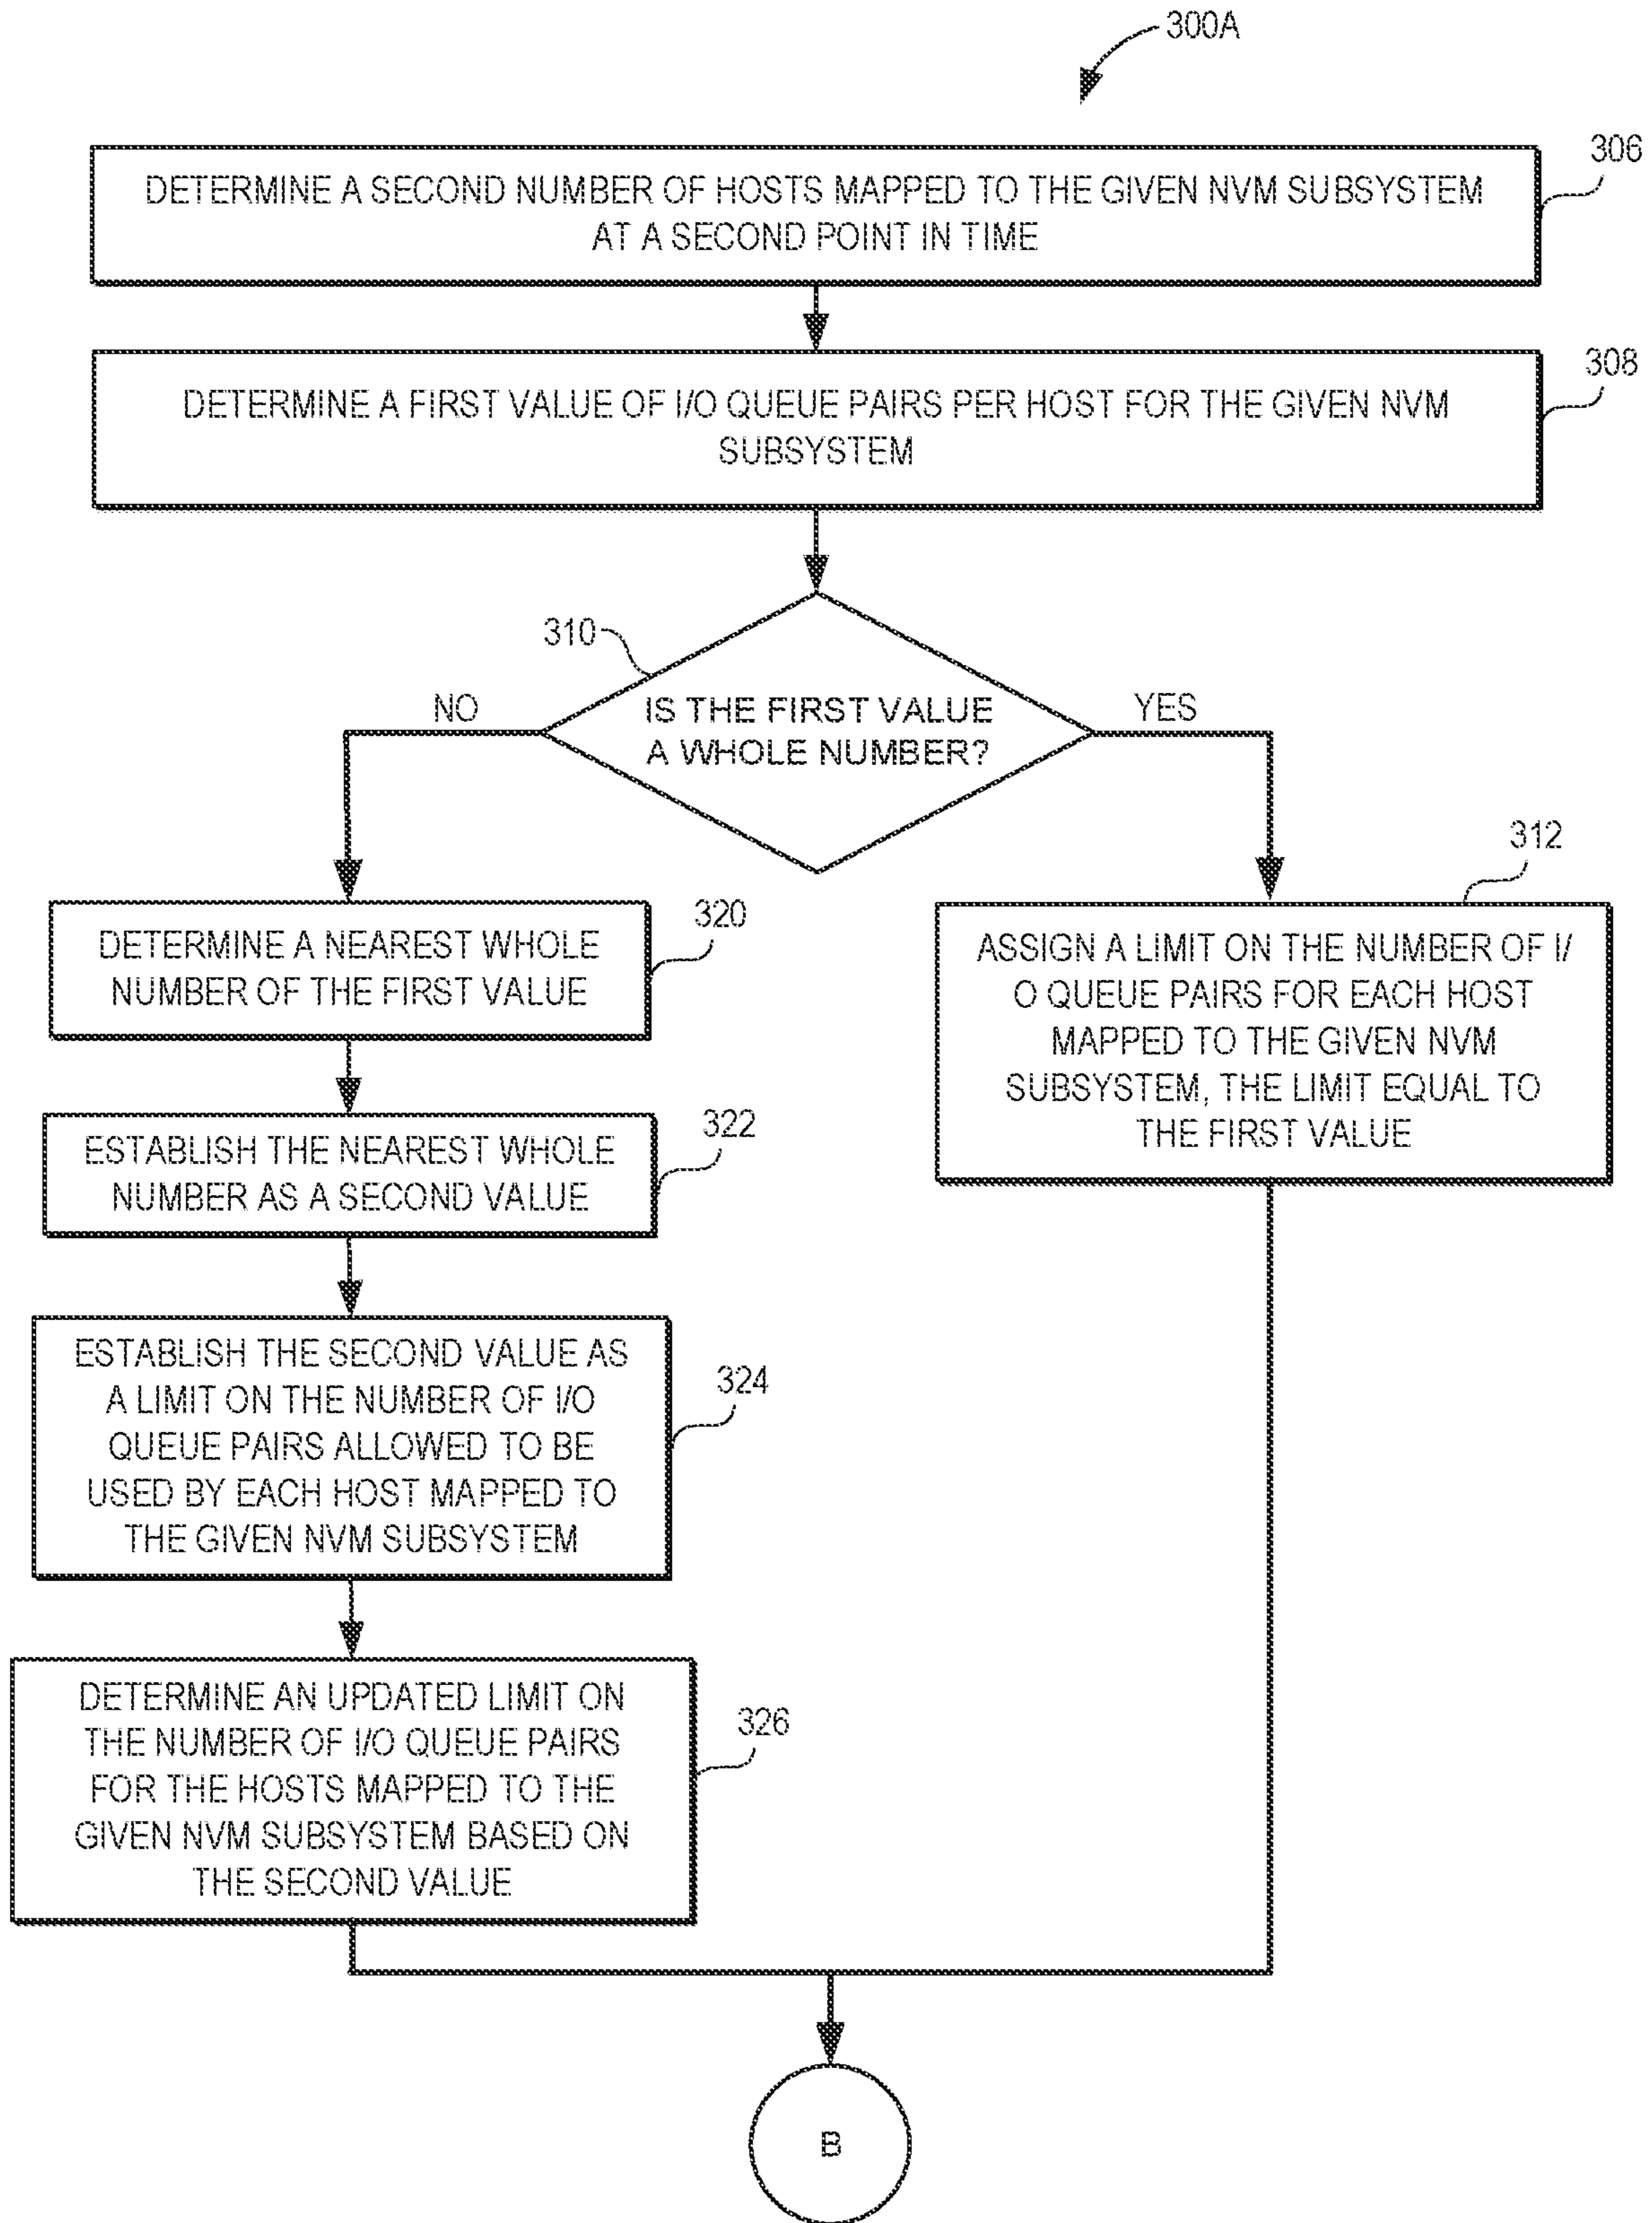 300A
306
DETERMINE A SECOND NUMBER OF HOSTS MAPPED TO THE GIVEN NVM SUBSYSTEM
AT A SECOND POINT IN TIME
308
DETERMINE A FIRST VALUE OF I/O QUEUE PAIRS PER HOST FOR THE GIVEN NVM
SUBSYSTEM
310
NO
IS THE FIRST VALUE
A WHOLE NUMBER?
YES
320
DETERMINE A NEAREST WHOLE
NUMBER OF THE FIRST VALUE
322
ESTABLISH THE NEAREST WHOLE
NUMBER AS A SECOND VALUE
324
ESTABLISH THE SECOND VALUE AS
A LIMIT ON THE NUMBER OF I/O
QUEUE PAIRS ALLOWED TO BE
USED BY EACH HOST MAPPED TO
THE GIVEN NVM SUBSYSTEM
326
DETERMINE AN UPDATED LIMIT ON
THE NUMBER OF I/O QUEUE PAIRS
FOR THE HOSTS MAPPED TO THE
GIVEN NVM SUBSYSTEM BASED ON
THE SECOND VALUE
312
ASSIGN A LIMIT ON THE NUMBER OF I/
O QUEUE PAIRS FOR EACH HOST
MAPPED TO THE GIVEN NVM
SUBSYSTEM, THE LIMIT EQUAL TO
THE FIRST VALUE
B